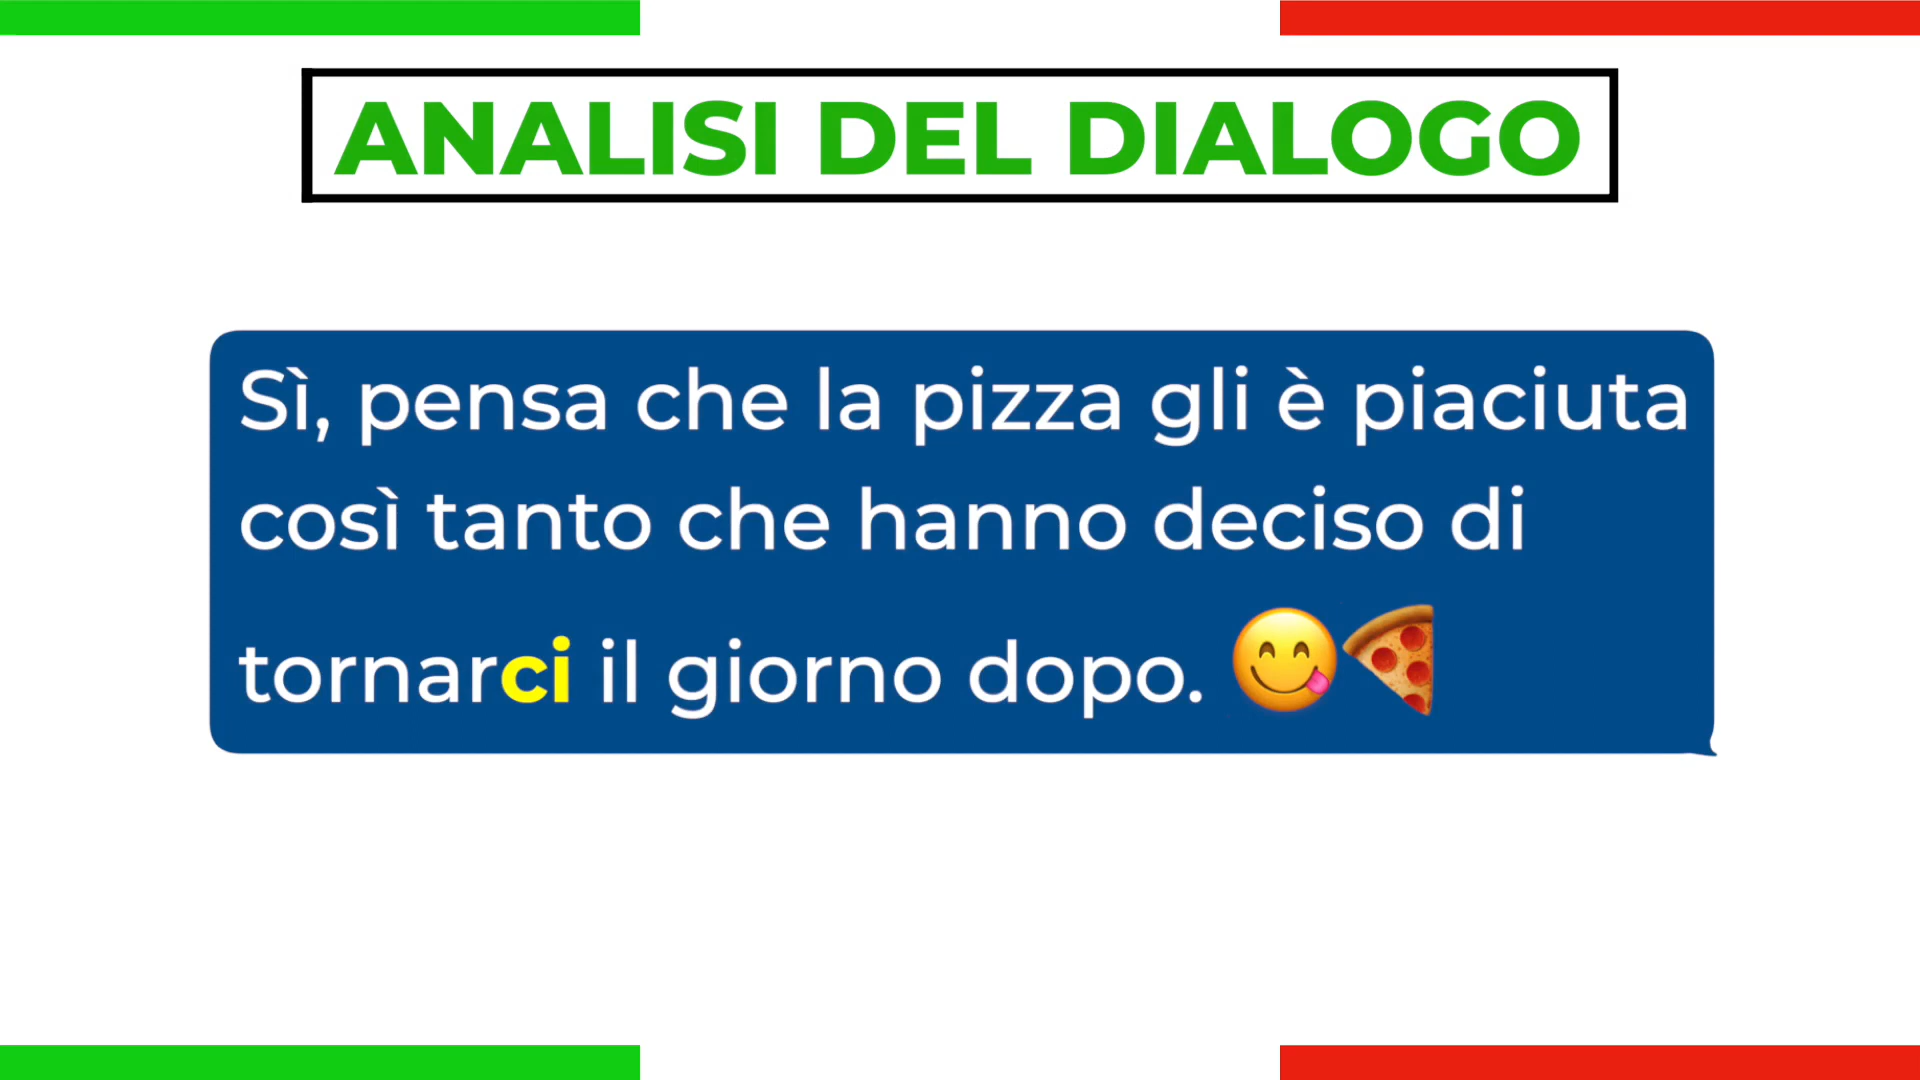 ANALISI DEL DIALOGO
Sì, pensa che la pizza gli è piaciuta
così tanto che hanno deciso di
tornarci il giorno dopo. 😋🍕